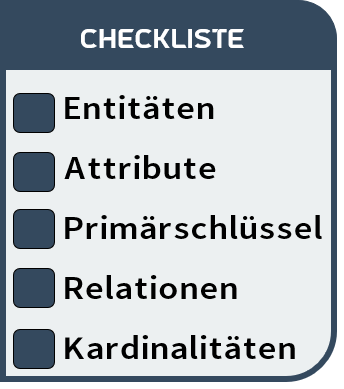 CHECKLISTE
Entitäten
Attribute
Primärschlüssel
Relationen
Kardinalitäten